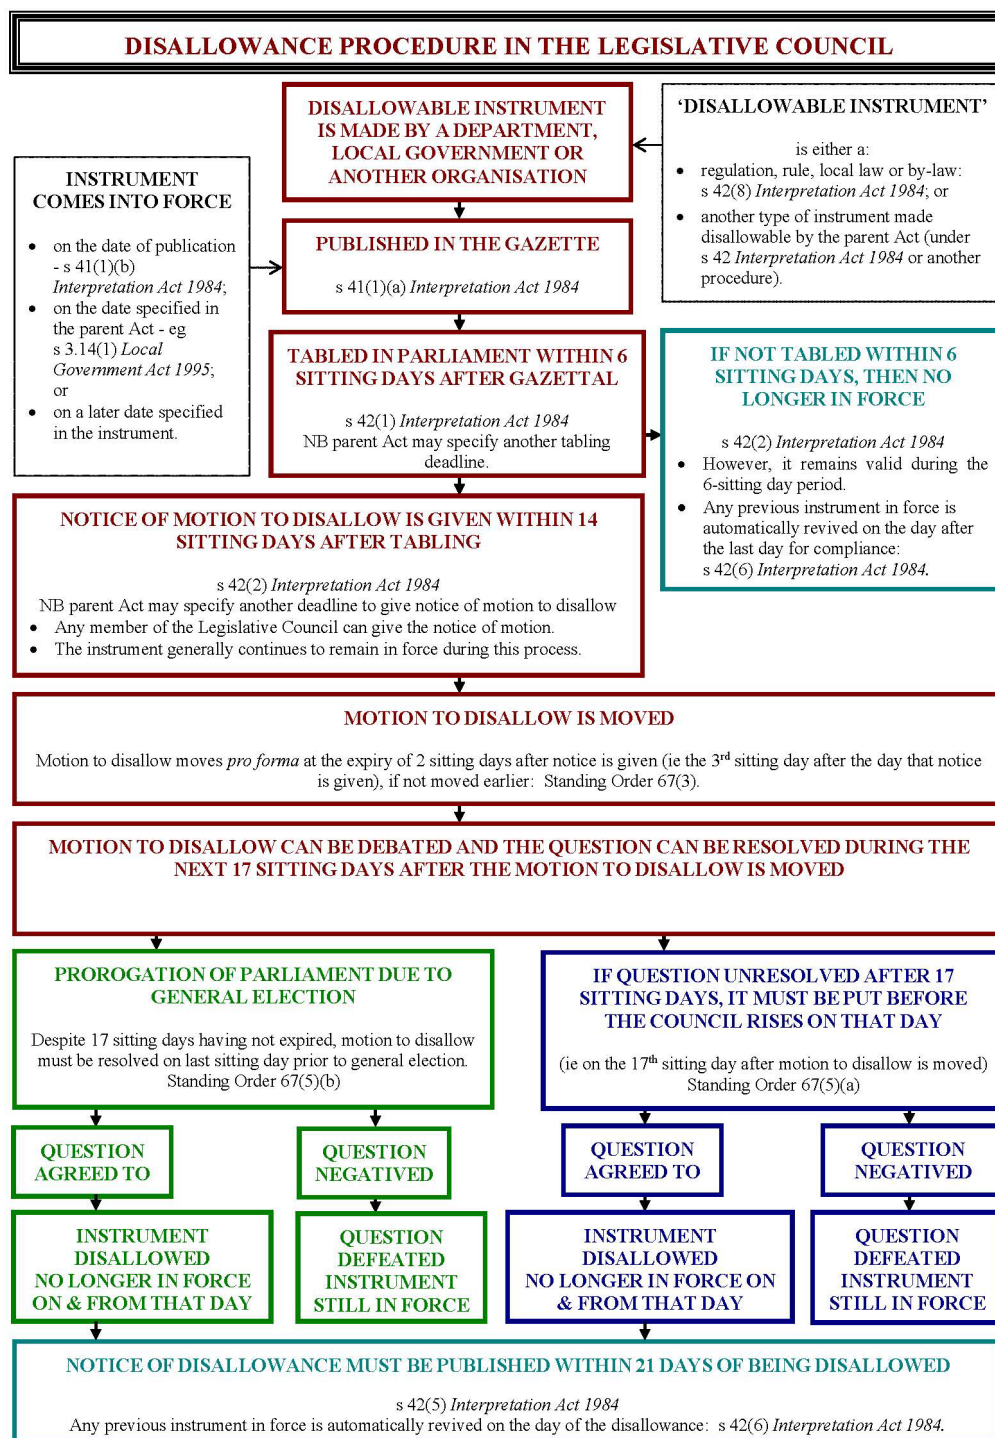 DISALLOWANCE PROCEDURE IN THE LEGISLATIVE COUNCIL
DISALLOWABLE INSTRUMENT
IS MADE BY A DEPARTMENT,
LOCAL GOVERNMENT OR
ANOTHER ORGANISATION
'DISALLOWABLE INSTRUMENT'
is either a:
• regulation, rule, local law or by-law:
s 42(8) Interpretation Act 1984; or
• another type of instrument made
disallowable by the parent Act (under
s 42 Interpretation Act 1984 or another
procedure).
INSTRUMENT
COMES INTO FORCE
• on the date of publication
- s 41(1)(b)
Interpretation Act 1984;
• on the date specified in
the parent Act - eg
s 3.14(1) Local
Government Act 1995;
or
• on a later date specified
in the instrument.
PUBLISHED IN THE GAZETTE
s 41(1)(a) Interpretation Act 1984
TABLED IN PARLIAMENT WITHIN 6
SITTING DAYS AFTER GAZETTAL
s 42(1) Interpretation Act 1984
NB parent Act may specify another tabling
deadline.
IF NOT TABLED WITHIN 6
SITTING DAYS, THEN NO
LONGER IN FORCE
s 42(2) Interpretation Act 1984
• However, it remains valid during the
6-sitting day period.
• Any previous instrument in force is
automatically revived on the day after
the last day for compliance:
s 42(6) Interpretation Act 1984.
NOTICE OF MOTION TO DISALLOW IS GIVEN WITHIN 14
SITTING DAYS AFTER TABLING
s 42(2) Interpretation Act 1984
NB parent Act may specify another deadline to give notice of motion to disallow
• Any member of the Legislative Council can give the notice of motion.
• The instrument generally continues to remain in force during this process.
MOTION TO DISALLOW IS MOVED
Motion to disallow moves pro forma at the expiry of 2 sitting days after notice is given (ie the 3rd sitting day after the day that notice
is given), if not moved earlier: Standing Order 67(3).
MOTION TO DISALLOW CAN BE DEBATED AND THE QUESTION CAN BE RESOLVED DURING THE
NEXT 17 SITTING DAYS AFTER THE MOTION TO DISALLOW IS MOVED
PROROGATION OF PARLIAMENT DUE TO
GENERAL ELECTION
Despite 17 sitting days having not expired, motion to disallow
must be resolved on last sitting day prior to general election.
Standing Order 67(5)(b)
IF QUESTION UNRESOLVED AFTER 17
SITTING DAYS, IT MUST BE PUT BEFORE
THE COUNCIL RISES ON THAT DAY
(ie on the 17th sitting day after motion to disallow is moved)
Standing Order 67(5)(a)
QUESTION
AGREED TO
QUESTION
NEGATIVED
QUESTION
AGREED TO
QUESTION
NEGATIVED
INSTRUMENT
DISALLOWED
NO LONGER IN FORCE
ON & FROM THAT DAY
QUESTION
DEFEATED
INSTRUMENT
STILL IN FORCE
INSTRUMENT
DISALLOWED
NO LONGER IN FORCE ON
& FROM THAT DAY
QUESTION
DEFEATED
INSTRUMENT
STILL IN FORCE
NOTICE OF DISALLOWANCE MUST BE PUBLISHED WITHIN 21 DAYS OF BEING DISALLOWED
s 42(5) Interpretation Act 1984
Any previous instrument in force is automatically revived on the day of the disallowance: s 42(6) Interpretation Act 1984.